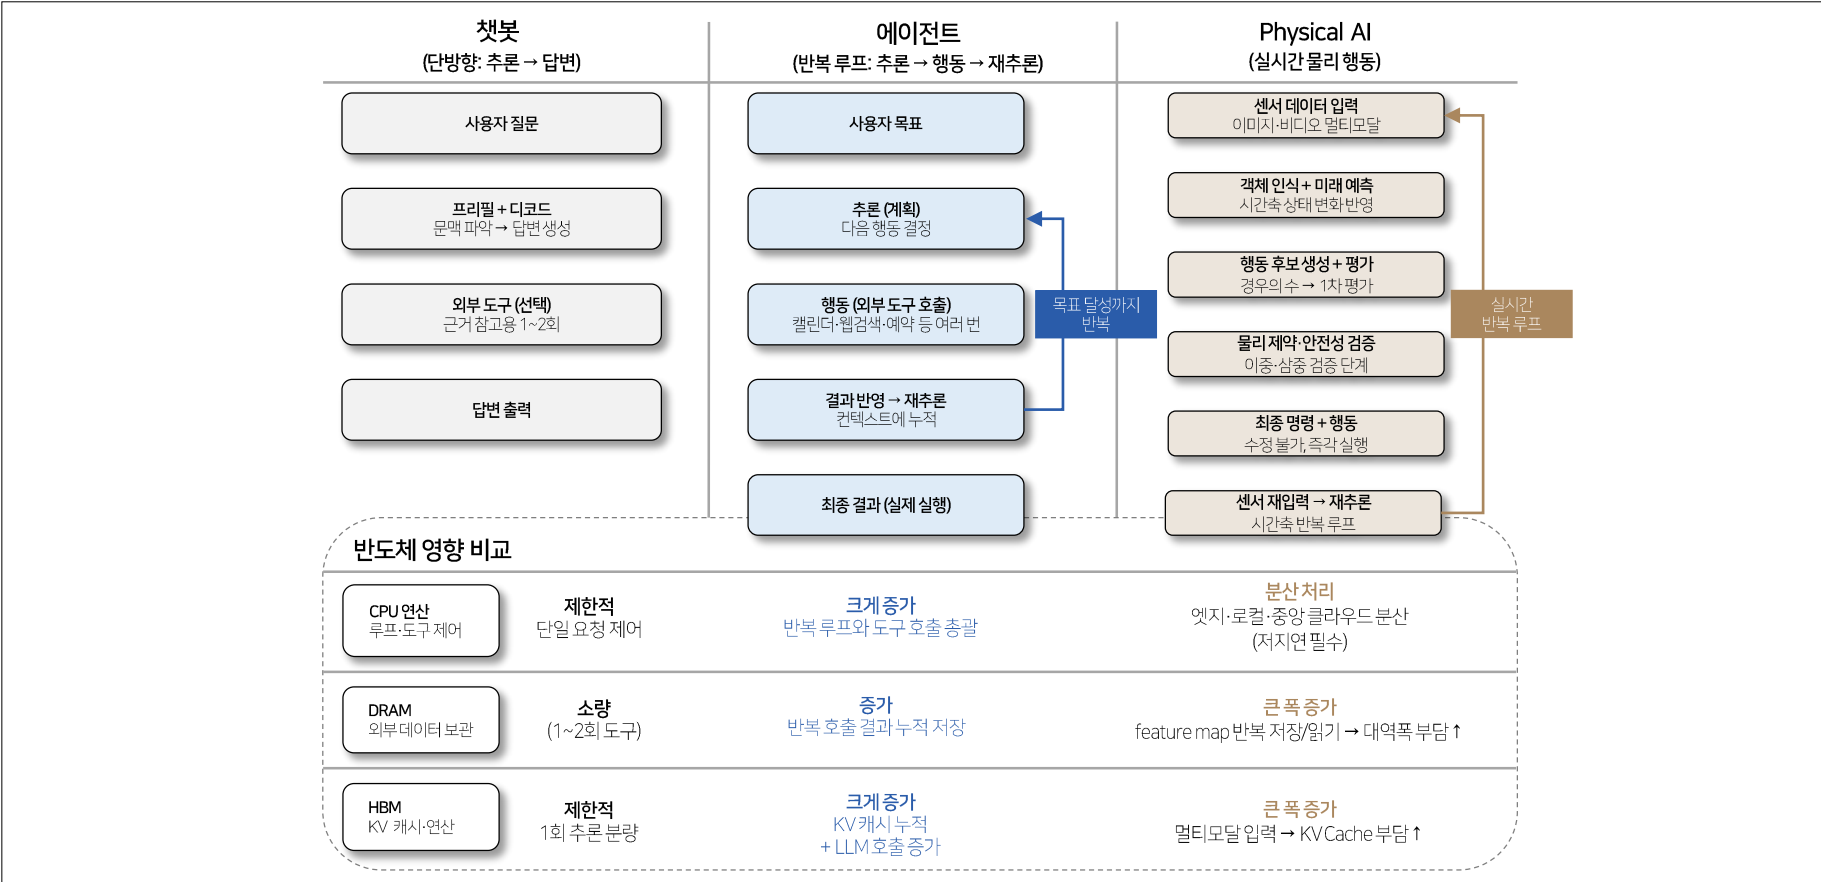 챗봇
(단방향: 추론 → 답변)
사용자 질문
프리필 + 디코드
문맥 파악 → 답변 생성
외부 도구 (선택)
근거 참고용 1~2회
답변 출력
에이전트
(반복 루프: 추론 → 행동 → 재추론)
사용자 목표
추론 (계획)
다음 행동 결정
행동 (외부 도구 호출)
캘린더·웹검색·예약 등 여러 번
결과 반영 → 재추론
컨텍스트에 누적
최종 결과 (실제 실행)
목표 달성까지
반복
Physical AI
(실시간 물리 행동)
센서 데이터 입력
이미지·비디오 멀티모달
객체 인식 + 미래 예측
시간축 상태 변화 반영
행동 후보 생성 + 평가
경우의 수 → 1차 평가
물리 제약·안전성 검증
이중·삼중 검증 단계
최종 명령 + 행동
수정 불가, 즉각 실행
센서 재입력 → 재추론
시간축 반복 루프
실시간
반복 루프
반도체 영향 비교
CPU 연산
루프·도구 제어
제한적
단일 요청 제어
크게 증가
반복 루프와 도구 호출 총괄
분산 처리
엣지·로컬·중앙 클라우드 분산
(저지연 필수)
DRAM
외부 데이터 보관
소량
(1~2회 도구)
증가
반복 호출 결과 누적 저장
큰 폭 증가
feature map 반복 저장/읽기 → 대역폭 부담 ↑
HBM
KV 캐시·연산
제한적
1회 추론 분량
크게 증가
KV 캐시 누적
+ LLM 호출 증가
큰 폭 증가
멀티모달 입력 → KV Cache 부담 ↑